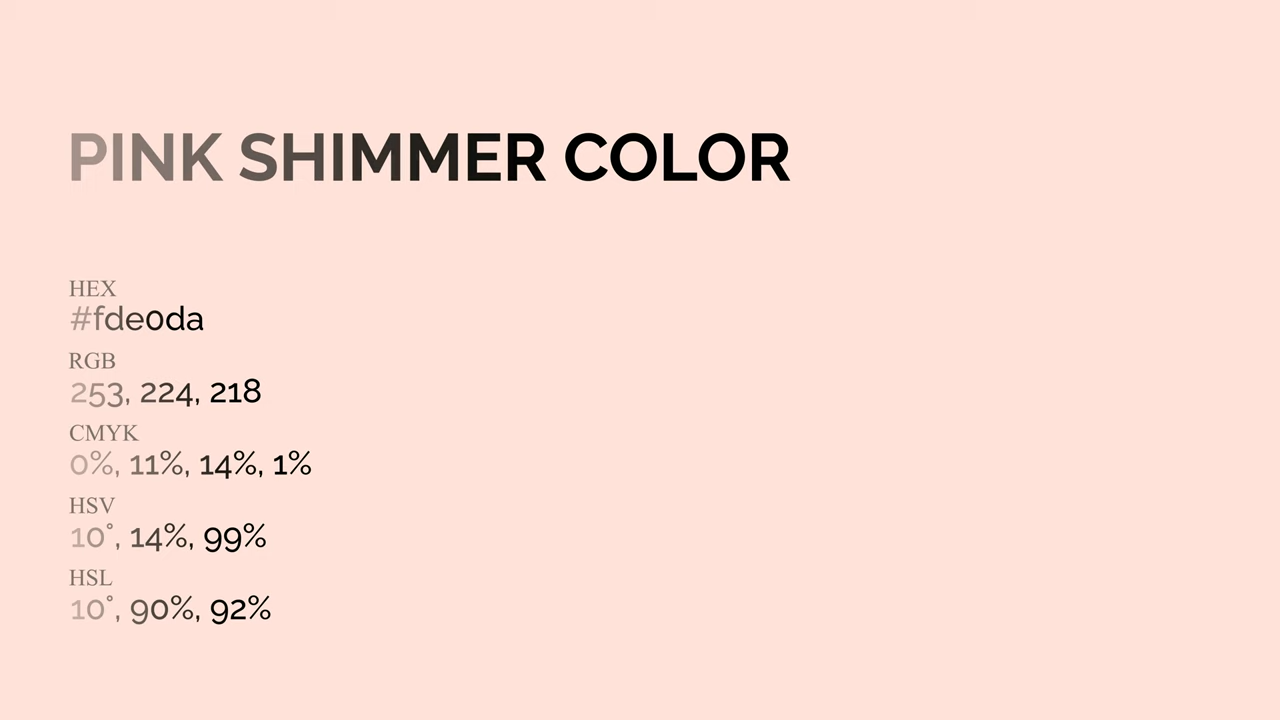 PINK SHIMMER COLOR
HEX
#fde0da
RGB
253, 224, 218
CMYK
0%, 11%, 14%, 1%
HSV
10°, 14%, 99%
HSL
10°, 90%, 92%